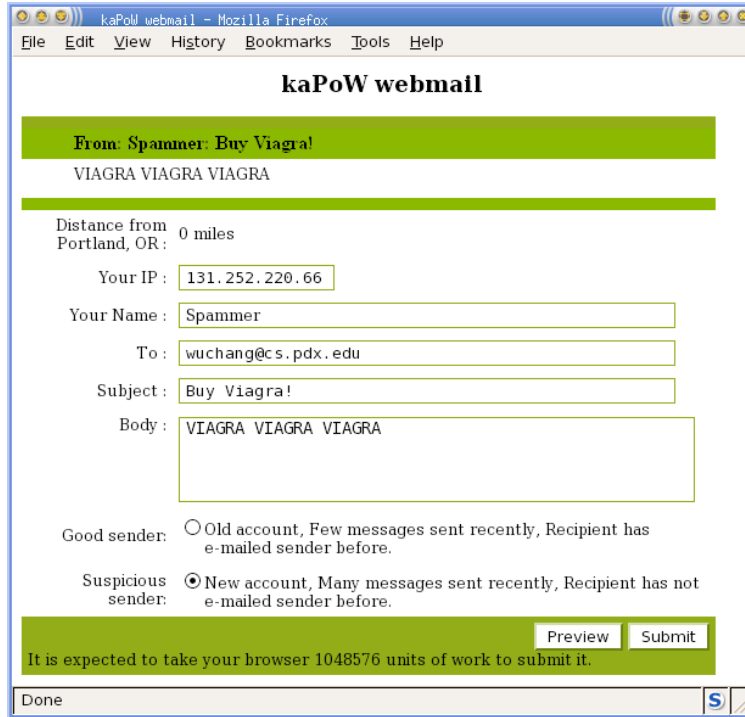 kaPoW webmail - Mozilla Firefox
File Edit View History Bookmarks Tools Help
kaPoW webmail
From: Spammer: Buy Viagra!
VIAGRA VIAGRA VIAGRA
Distance from
Portland, OR : 0 miles
Your IP : 131.252.220.66
Your Name : Spammer
To : wuchang@cs.pdx.edu
Subject : Buy Viagra!
Body : VIAGRA VIAGRA VIAGRA
Good sender: Old account, Few messages sent recently, Recipient has
e-mailed sender before.
Suspicious
sender: New account, Many messages sent recently, Recipient has not
e-mailed sender before.
Preview Submit
It is expected to take your browser 1048576 units of work to submit it.
Done S